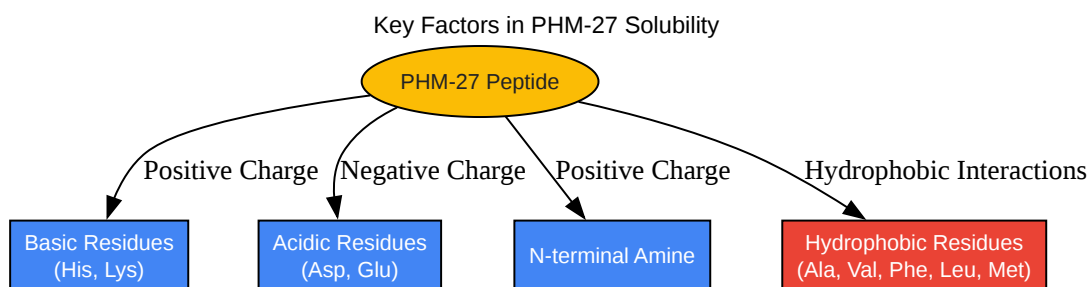 Key Factors in PHM-27 Solubility
PHM-27 Peptide
Positive Charge
Negative Charge
Positive Charge
Hydrophobic Interactions
Basic Residues
(His, Lys)
Acidic Residues
(Asp, Glu)
N-terminal Amine
Hydrophobic Residues
(Ala, Val, Phe, Leu, Met)